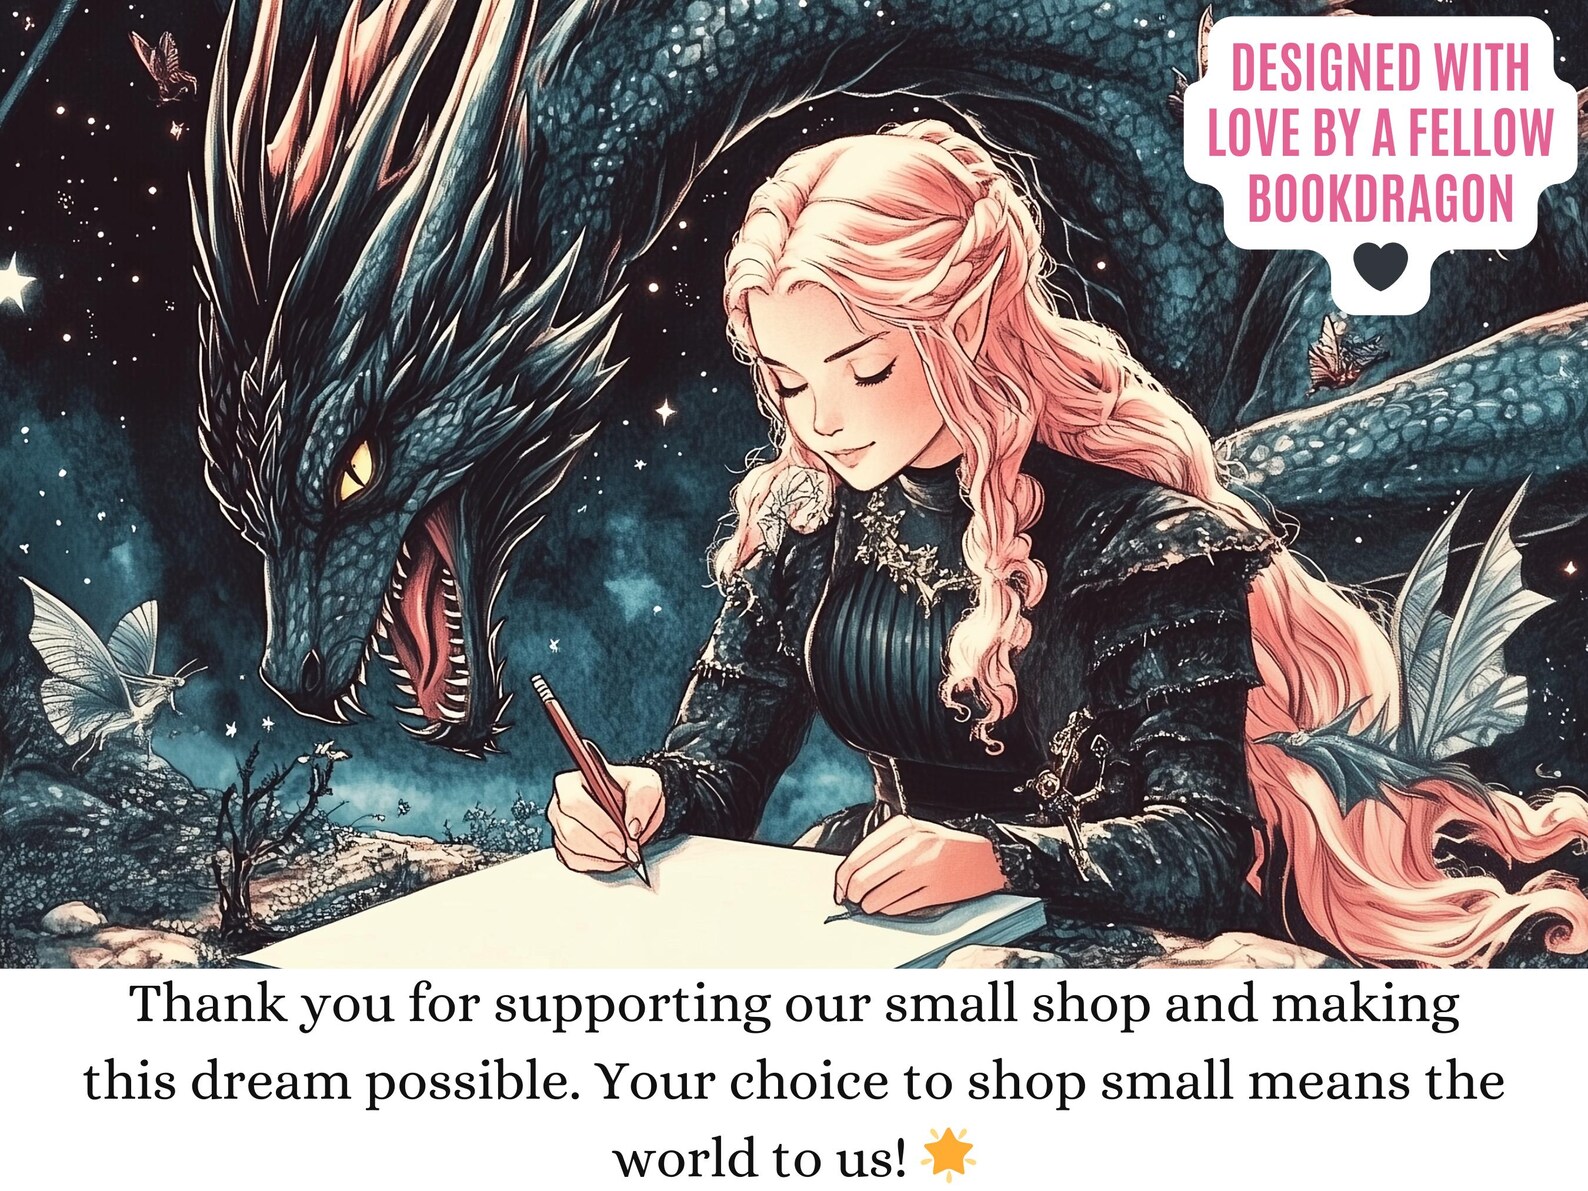 DESIGNED WITH
LOVE BY A FELLOW
BOOKDRAGON
Thank you for supporting our small shop and making
this dream possible. Your choice to shop small means the
world to us! 🌟